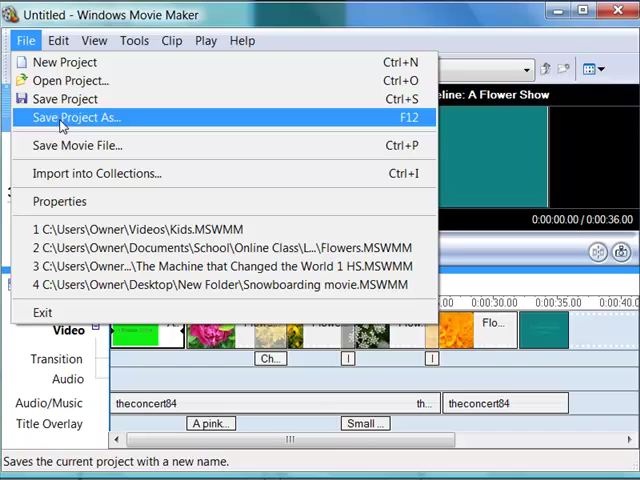 Untitled - Windows Movie Maker
File Edit View Tools Clip Play Help
New Project Ctrl+N
Open Project... Ctrl+O
Save Project Ctrl+S
Save Project As... F12
Save Movie File... Ctrl+P
Import into Collections... Ctrl+I
Properties
1 C:\Users\Owner\Videos\Kids.MSWMM
2 C:\Users\Owner\Documents\School\Online Class\L...\Flowers.MSWMM
3 C:\Users\Owner...\The Machine that Changed the World 1 HS.MSWMM
4 C:\Users\Owner\Desktop\New Folder\Snowboarding movie.MSWMM
Exit
eline: A Flower Show
0:00:00.00 / 0:00:36.00
0:00:30.00 0:00:35.00 0:00:40.0
Video Flo...
Transition Ch... I I
Audio
Audio/Music theconcert84 th... theconcert84
Title Overlay A pink... Small ...
Saves the current project with a new name.